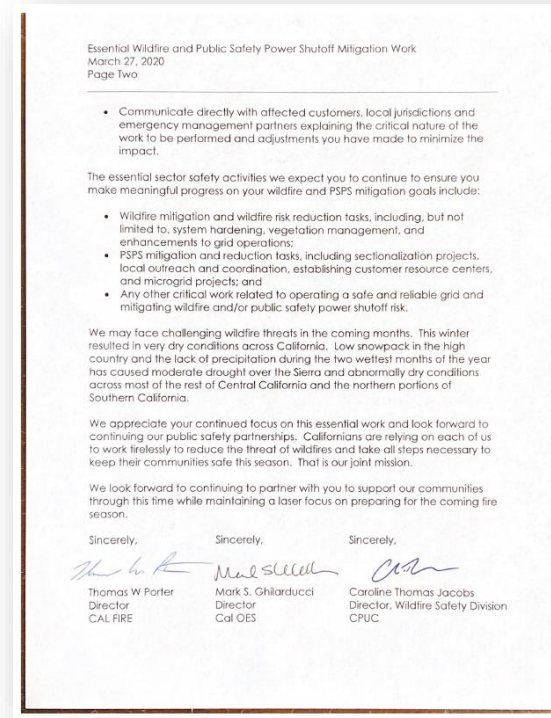 Essential Wildfire and Public Safety Power Shutoff Mitigation Work
March 27, 2020
Page Two
• Communicate directly with affected customers, local jurisdictions and
emergency management partners explaining the critical nature of the
work to be performed and adjustments you have made to minimize the
impact.
The essential sector safety activities we expect you to continue to ensure you
make meaningful progress on your wildfire and PSPS mitigation goals include:
• Wildfire mitigation and wildfire risk reduction tasks, including, but not
limited to, system hardening, vegetation management, and
enhancements to grid operations;
• PSPS mitigation and reduction tasks, including sectionalization projects,
local outreach and coordination, establishing customer resource centers,
and microgrid projects; and
• Any other critical work related to operating a safe and reliable grid and
mitigating wildfire and/or public safety power shutoff risk.
We may face challenging wildfire threats in the coming months. This winter
resulted in very dry conditions across California. Low snowpack in the high
country and the lack of precipitation during the two wettest months of the year
has caused moderate drought over the Sierra and abnormally dry conditions
across most of the rest of Central California and the northern portions of
Southern California.
We appreciate your continued focus on this essential work and look forward to
continuing our public safety partnerships. Californians are relying on each of us
to work tirelessly to reduce the threat of wildfires and take all steps necessary to
keep their communities safe this season. That is our joint mission.
We look forward to continuing to partner with you to support our communities
through this time while maintaining a laser focus on preparing for the coming fire
season.
Sincerely, Sincerely, Sincerely,
Thomas W Porter Mark S. Ghilarducci Caroline Thomas Jacobs
Director Director Director, Wildfire Safety Division
CAL FIRE Cal OES CPUC